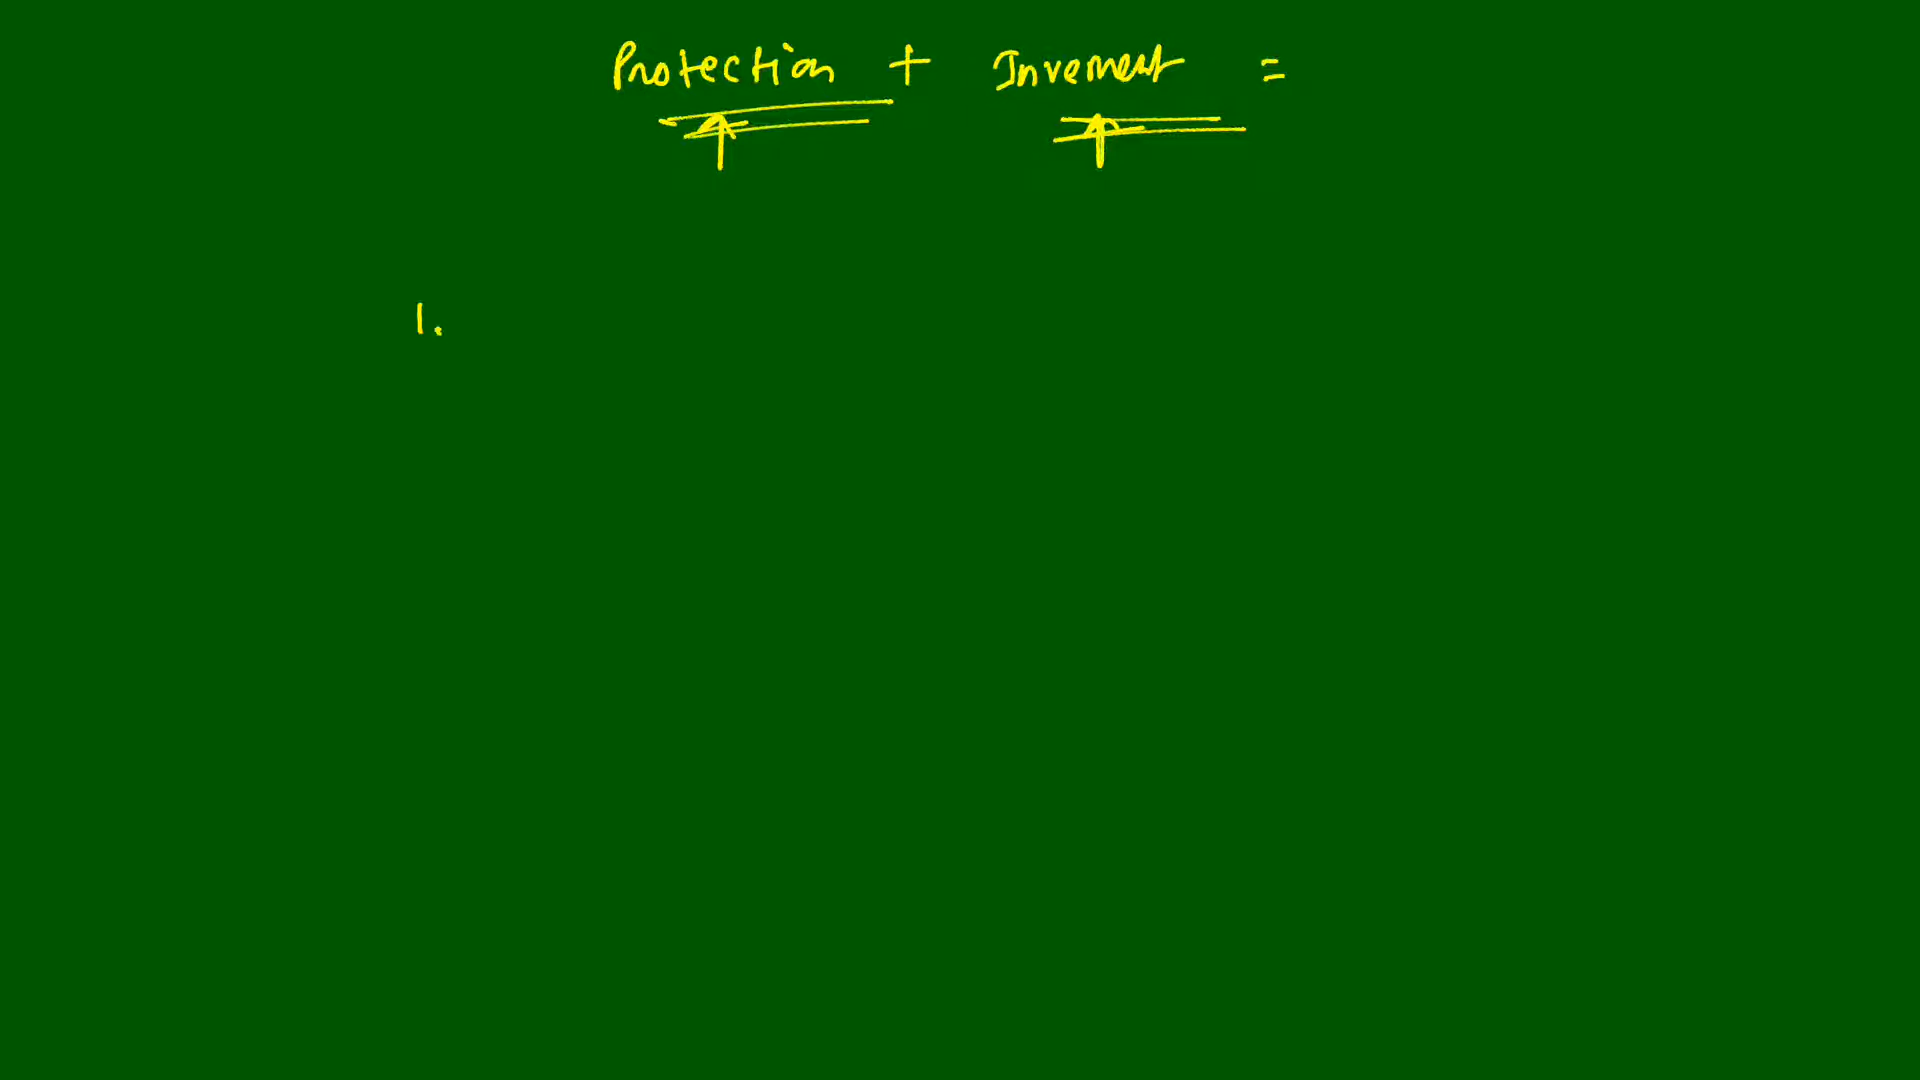 Protection + Invement =
1.